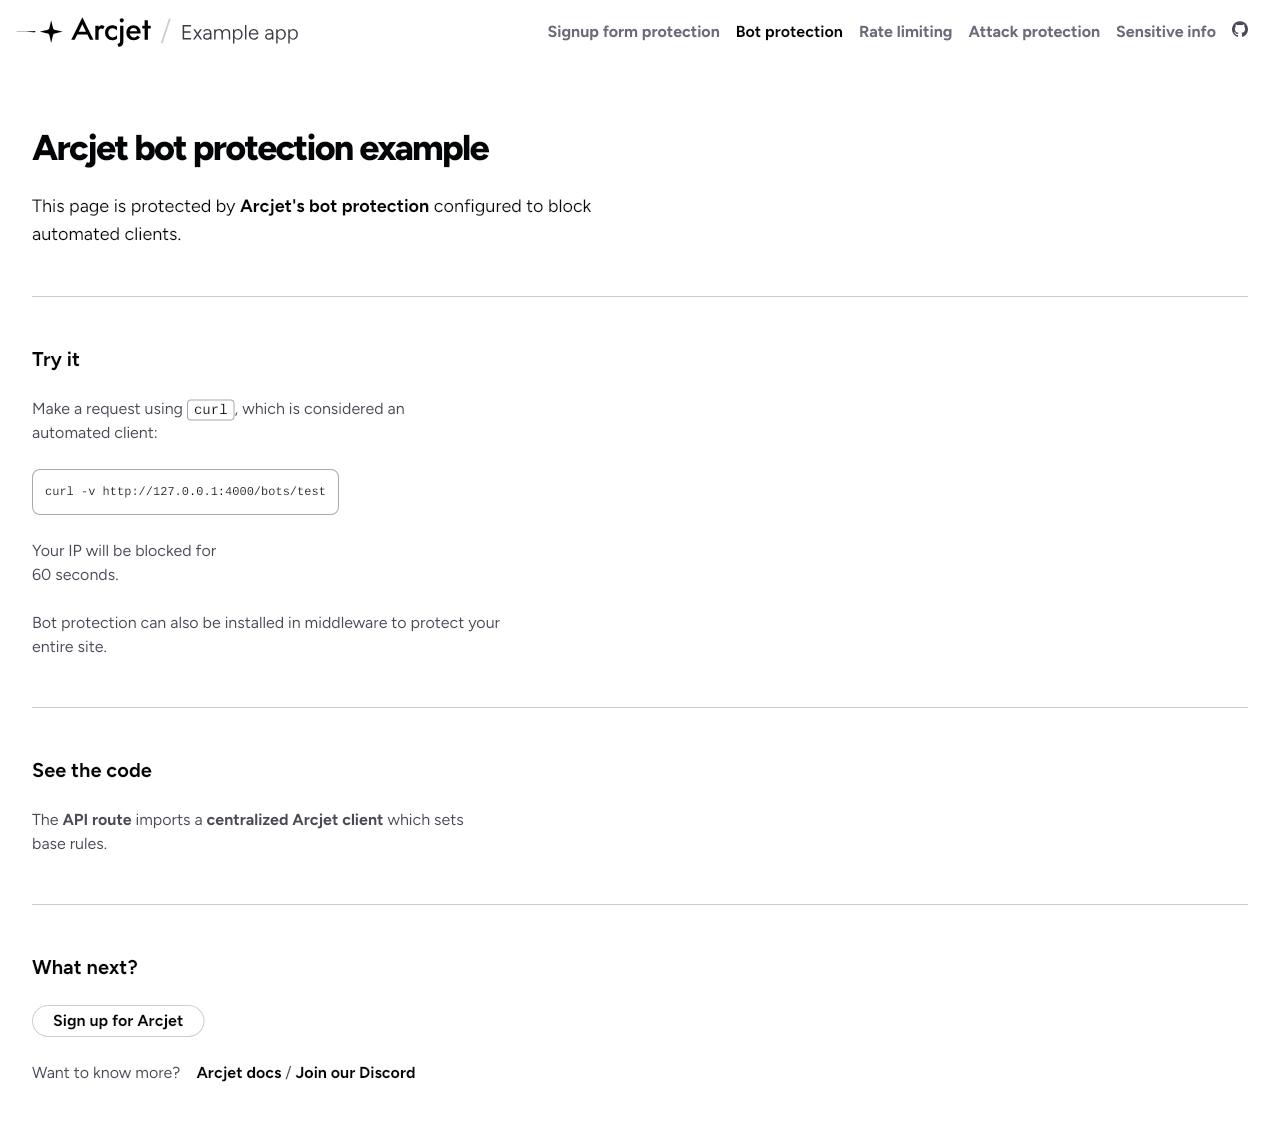 Arcjet / Example app
Signup form protection Bot protection Rate limiting Attack protection Sensitive info
Arcjet bot protection example
This page is protected by Arcjet's bot protection configured to block
automated clients.
Try it
Make a request using curl, which is considered an
automated client:
curl -v http://127.0.0.1:4000/bots/test
Your IP will be blocked for
60 seconds.
Bot protection can also be installed in middleware to protect your
entire site.
See the code
The API route imports a centralized Arcjet client which sets
base rules.
What next?
Sign up for Arcjet
Want to know more? Arcjet docs / Join our Discord